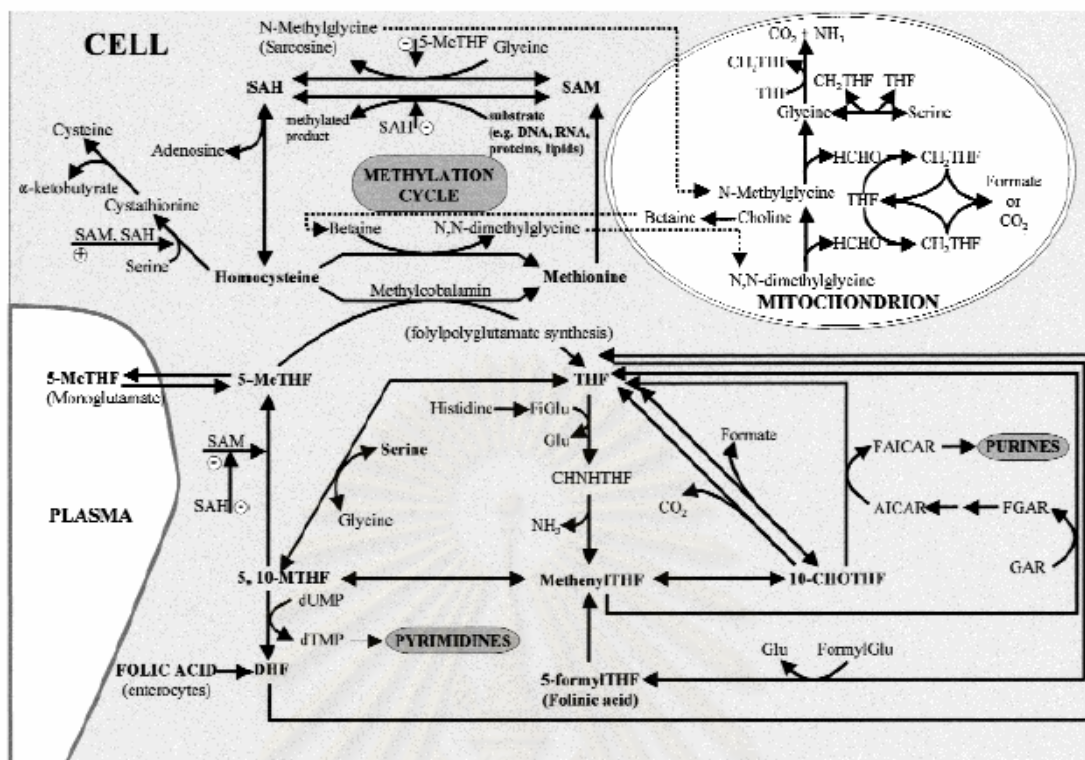 CELL
N-Methylglycine
(Sarcosine)
⊖ 5-McTHF
Glycine
SAH
SAM
methylated
product
SAH ⊖
substrate
(e.g. DNA, RNA,
proteins, lipids)
Adenosine
Cysteine
α-ketobutyrate
Cystathionine
SAM, SAH
⊕
Serine
METHYLATION
CYCLE
Betaine
N,N-dimethylglycine
Homocysteine
Methionine
Methylcobalamin
(folylpolyglutamate synthesis)
CO2 + NH3
CH2THF
THF
Glycine
CH2THF
THF
Serine
HCHO
CH2THF
N-Methylglycine
THF
Formate
or
CO2
Betaine
Choline
HCHO
CH2THF
N,N-dimethylglycine
MITOCHONDRION
5-McTHF
(Monoglutamate)
5-McTHF
THF
Histidine
FiGlu
Glu
Formate
SAM
⊖
SAH ⊖
Serine
Glycine
CHNHTHF
CO2
NH3
FAICAR
PURINES
AICAR
FGAR
GAR
PLASMA
5, 10-MTHF
MethenylTHF
10-CHOTHF
dUMP
dTMP
PYRIMIDINES
FOLIC ACID
(enterocytes)
DHF
5-formylTHF
(Folinic acid)
Glu
FormylGlu